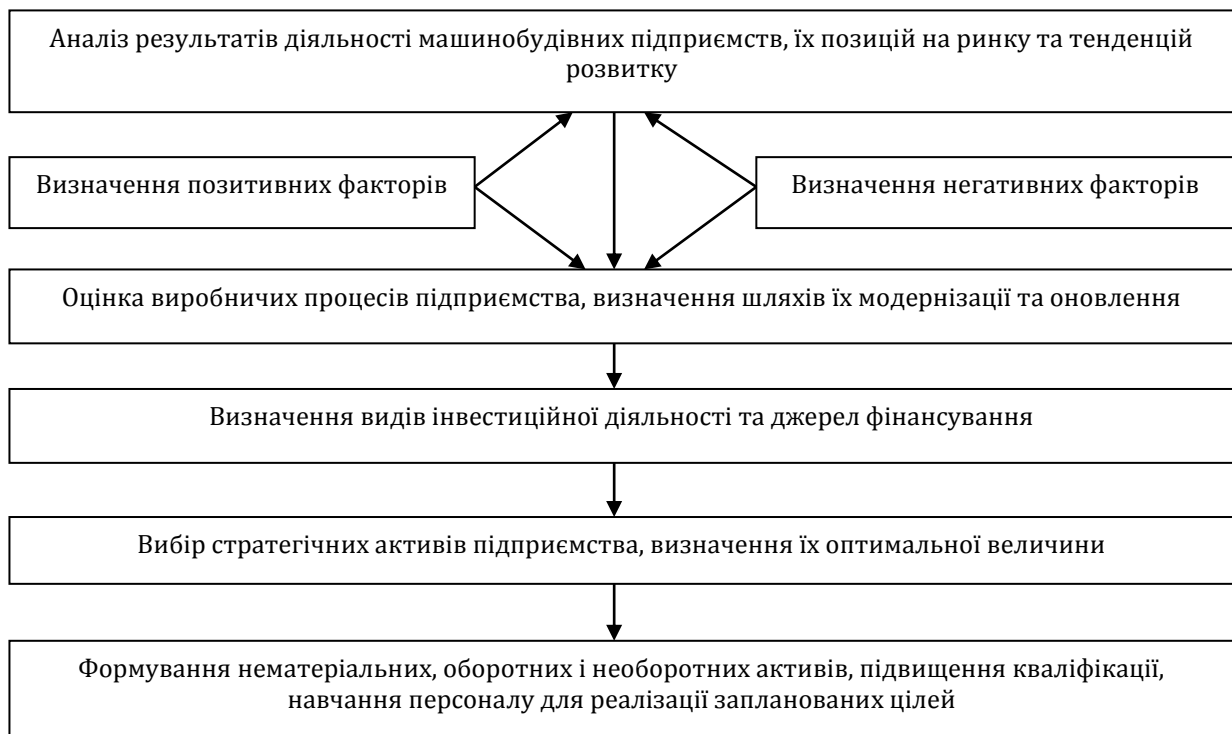 Аналіз результатів діяльності машинобудівних підприємств, їх позицій на ринку та тенденцій
розвитку
Визначення позитивних факторів
Визначення негативних факторів
Оцінка виробничих процесів підприємства, визначення шляхів їх модернізації та оновлення
Визначення видів інвестиційної діяльності та джерел фінансування
Вибір стратегічних активів підприємства, визначення їх оптимальної величини
Формування нематеріальних, оборотних і необоротних активів, підвищення кваліфікації,
навчання персоналу для реалізації запланованих цілей